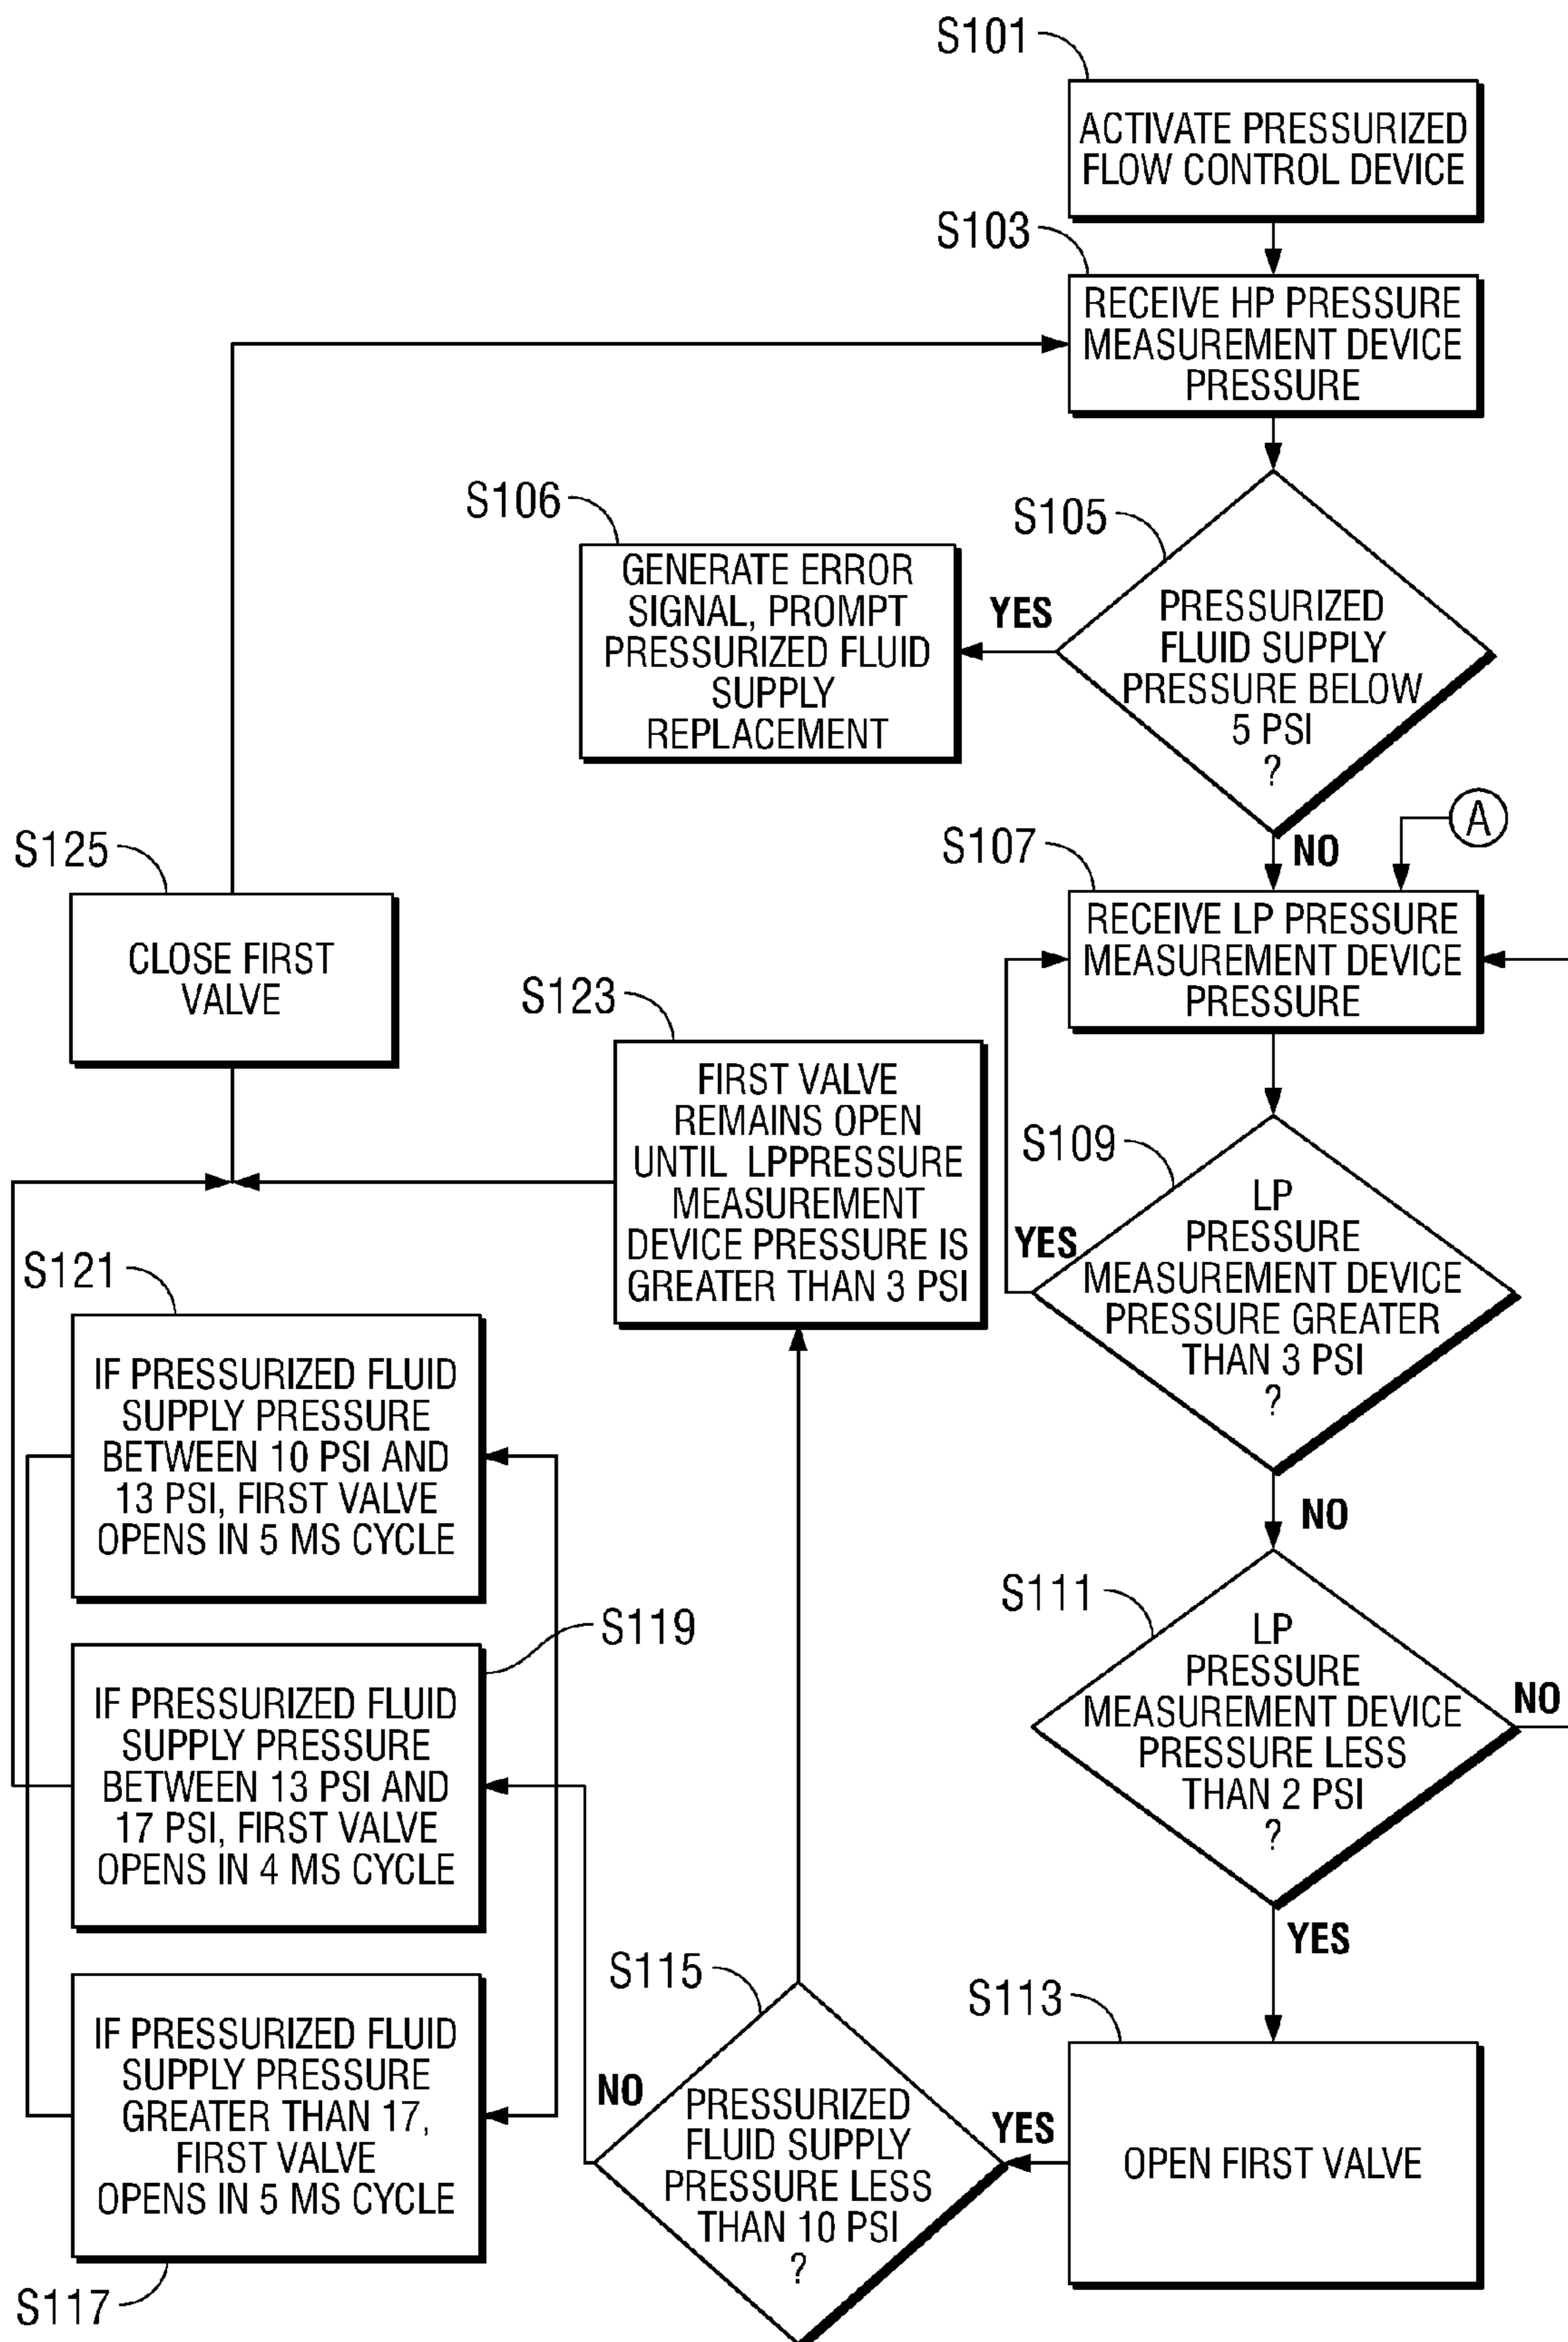 S101
ACTIVATE PRESSURIZED
FLOW CONTROL DEVICE
S103
RECEIVE HP PRESSURE
MEASUREMENT DEVICE
PRESSURE
S105
PRESSURIZED
FLUID SUPPLY
PRESSURE BELOW
5 PSI
?
YES
S106
GENERATE ERROR
SIGNAL, PROMPT
PRESSURIZED FLUID
SUPPLY
REPLACEMENT
NO
A
S107
RECEIVE LP PRESSURE
MEASUREMENT DEVICE
PRESSURE
S109
LP
PRESSURE
MEASUREMENT DEVICE
PRESSURE GREATER
THAN 3 PSI
?
YES
NO
S111
LP
PRESSURE
MEASUREMENT DEVICE
PRESSURE LESS
THAN 2 PSI
?
NO
YES
S113
OPEN FIRST VALVE
YES
S115
PRESSURIZED
FLUID SUPPLY
PRESSURE LESS
THAN 10 PSI
?
NO
S117
IF PRESSURIZED FLUID
SUPPLY PRESSURE
GREATER THAN 17,
FIRST VALVE
OPENS IN 5 MS CYCLE
S119
IF PRESSURIZED FLUID
SUPPLY PRESSURE
BETWEEN 13 PSI AND
17 PSI, FIRST VALVE
OPENS IN 4 MS CYCLE
S121
IF PRESSURIZED FLUID
SUPPLY PRESSURE
BETWEEN 10 PSI AND
13 PSI, FIRST VALVE
OPENS IN 5 MS CYCLE
S123
FIRST VALVE
REMAINS OPEN
UNTIL LPPRESSURE
MEASUREMENT
DEVICE PRESSURE IS
GREATER THAN 3 PSI
S125
CLOSE FIRST
VALVE